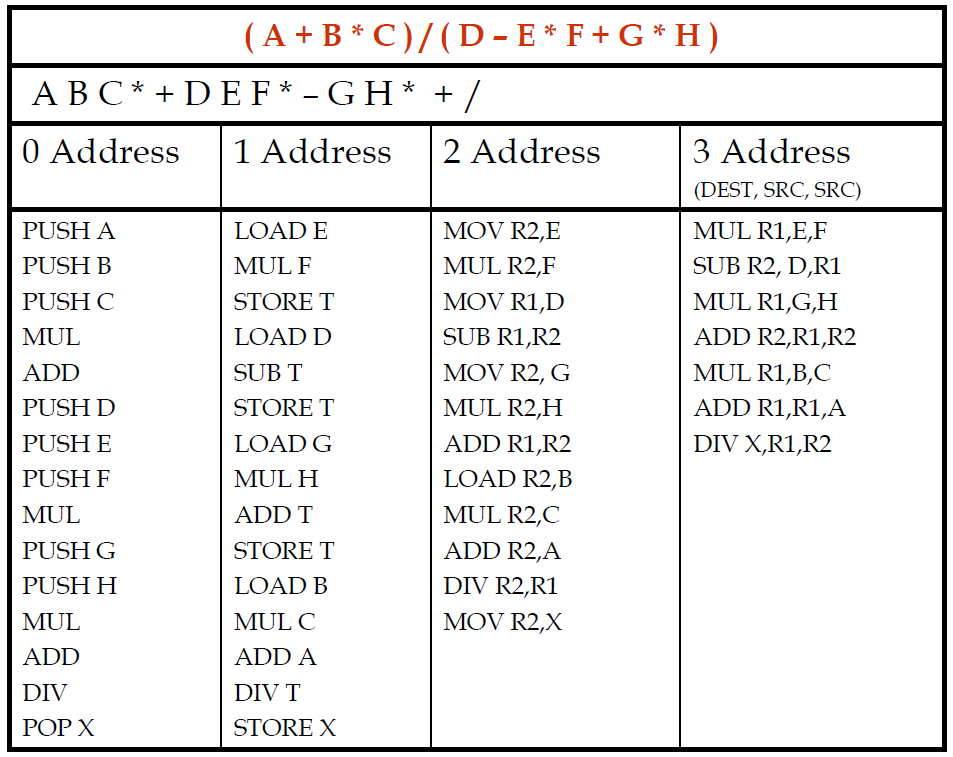 ( A + B * C ) / ( D – E * F + G * H )
A B C * + D E F * – G H * + /
0 Address
1 Address
2 Address
3 Address
(DEST, SRC, SRC)
PUSH A
PUSH B
PUSH C
MUL
ADD
PUSH D
PUSH E
PUSH F
MUL
PUSH G
PUSH H
MUL
ADD
DIV
POP X
LOAD E
MUL F
STORE T
LOAD D
SUB T
STORE T
LOAD G
MUL H
ADD T
STORE T
LOAD B
MUL C
ADD A
DIV T
STORE X
MOV R2,E
MUL R2,F
MOV R1,D
SUB R1,R2
MOV R2, G
MUL R2,H
ADD R1,R2
LOAD R2,B
MUL R2,C
ADD R2,A
DIV R2,R1
MOV R2,X
MUL R1,E,F
SUB R2, D,R1
MUL R1,G,H
ADD R2,R1,R2
MUL R1,B,C
ADD R1,R1,A
DIV X,R1,R2